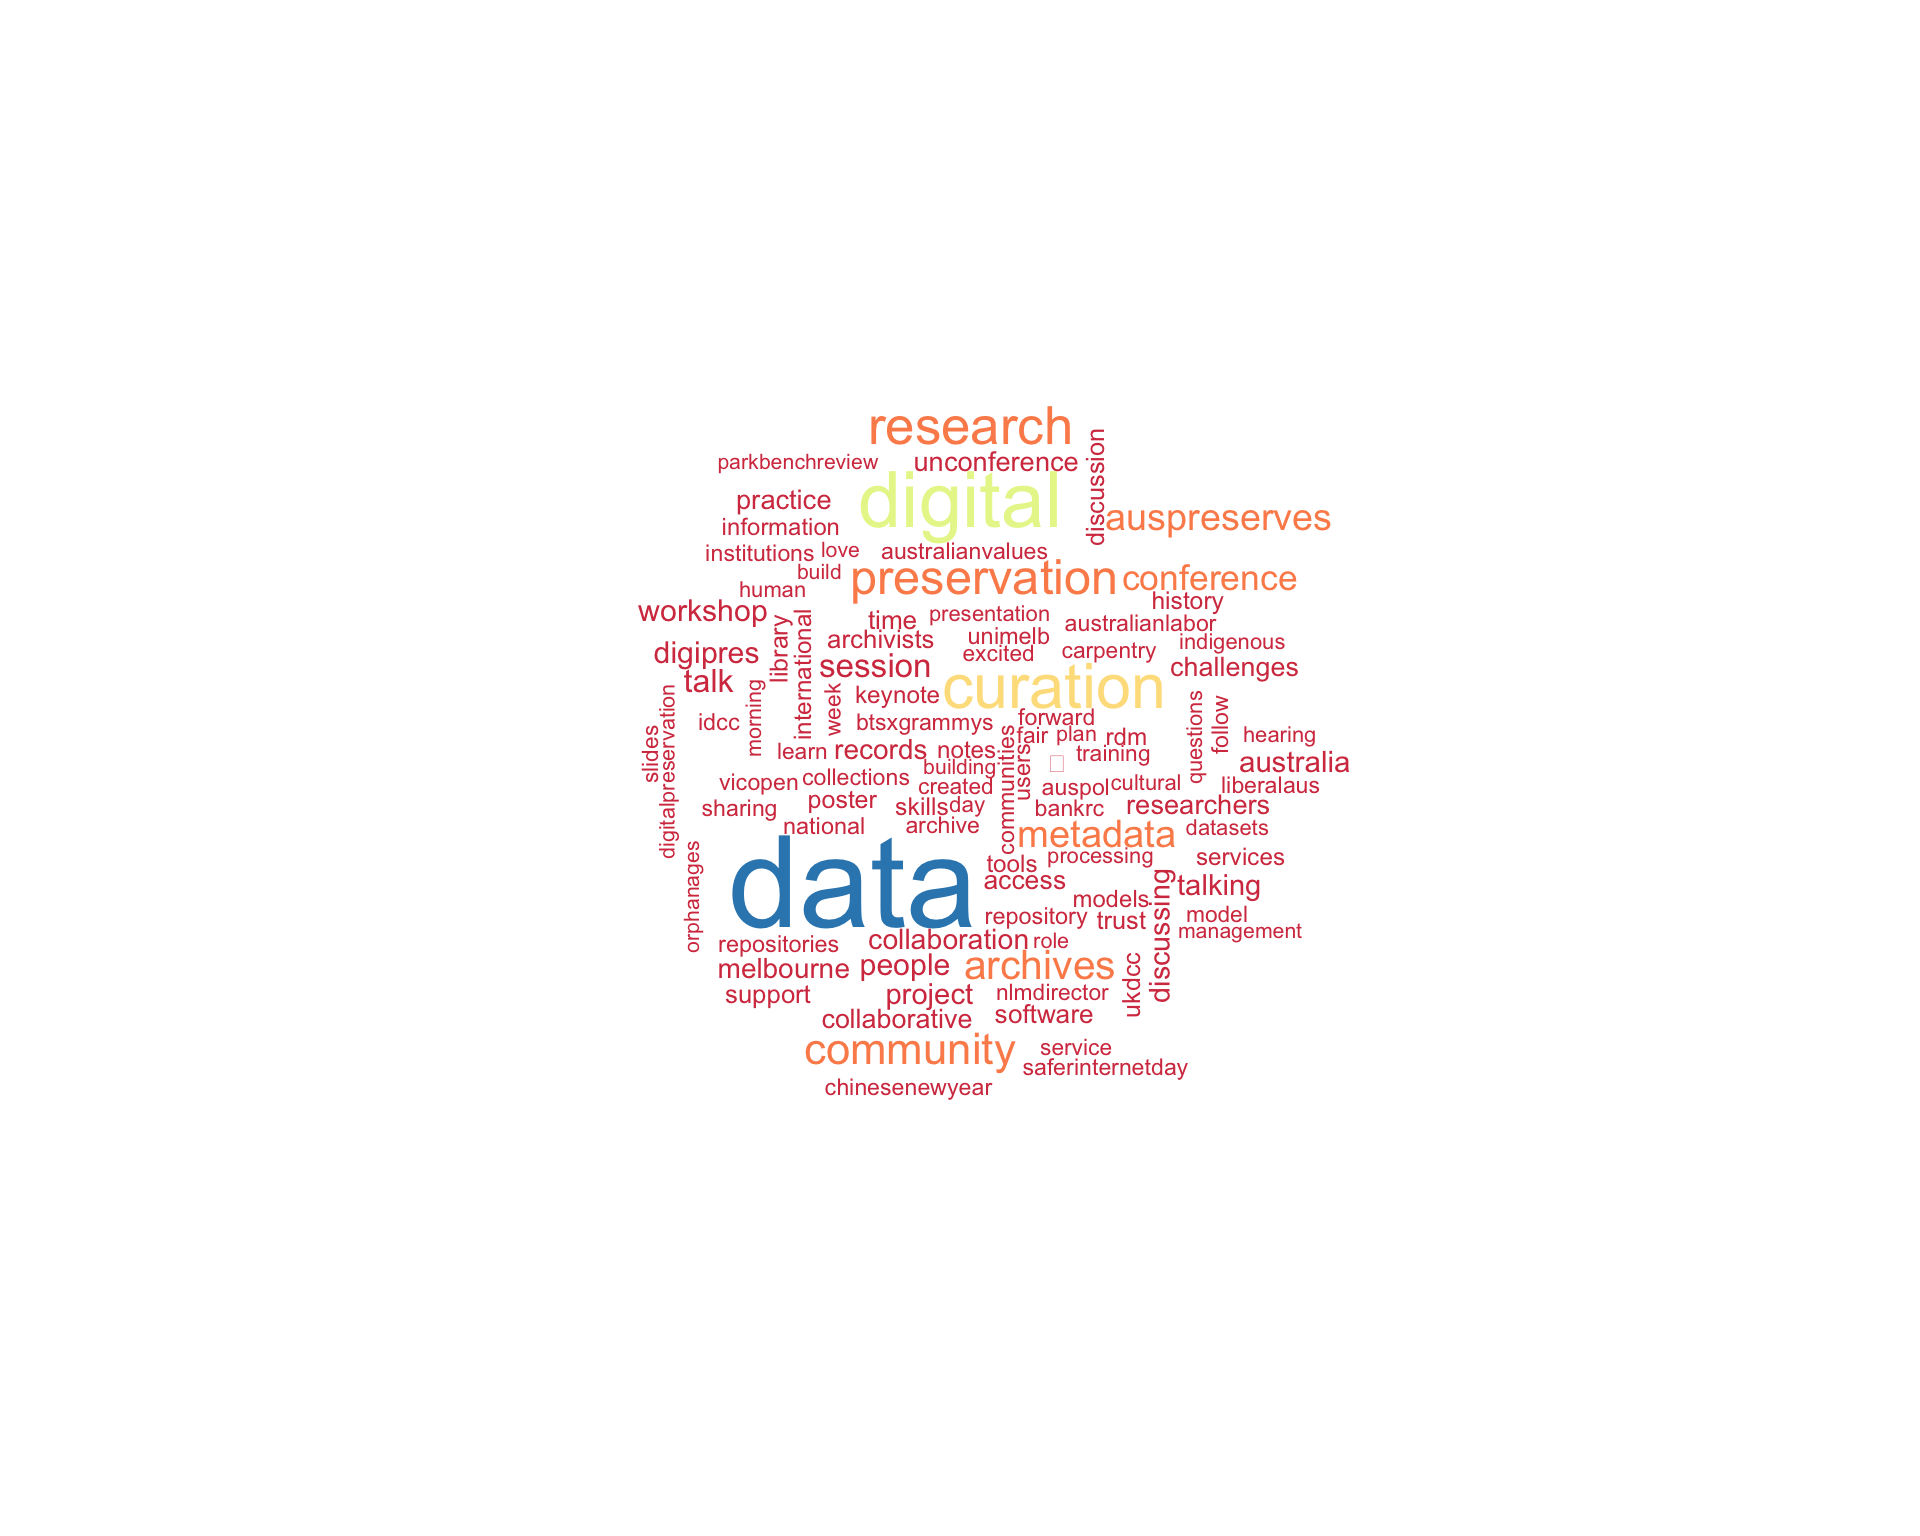 research
parkbenchreview
unconference
discussion
digital
practice
auspreserves
information
institutions
love
australianvalues
build
preservation
conference
human
workshop
history
time
presentation
australianlabor
library
international
archivists
unimelb
indigenous
digipres
excited
carpentry
session
challenges
talk
curation
morning
week
keynote
digitalpreservation
slides
idcc
btsxgrammys
forward
questions
follow
fair
plan
rdm
hearing
learn
records
notes
communities
users
training
australia
building
vicopen
collections
created
auspol
cultural
liberalaus
sharing
poster
skills
day
bankrc
researchers
national
archive
metadata
datasets
orphanages
data
tools
processing
services
access
discussing
talking
models
repository
trust
model
management
repositories
collaboration
role
melbourne
people
archives
ukdcc
support
project
nlmdirector
collaborative
software
community
service
saferinternetday
chinesenewyear